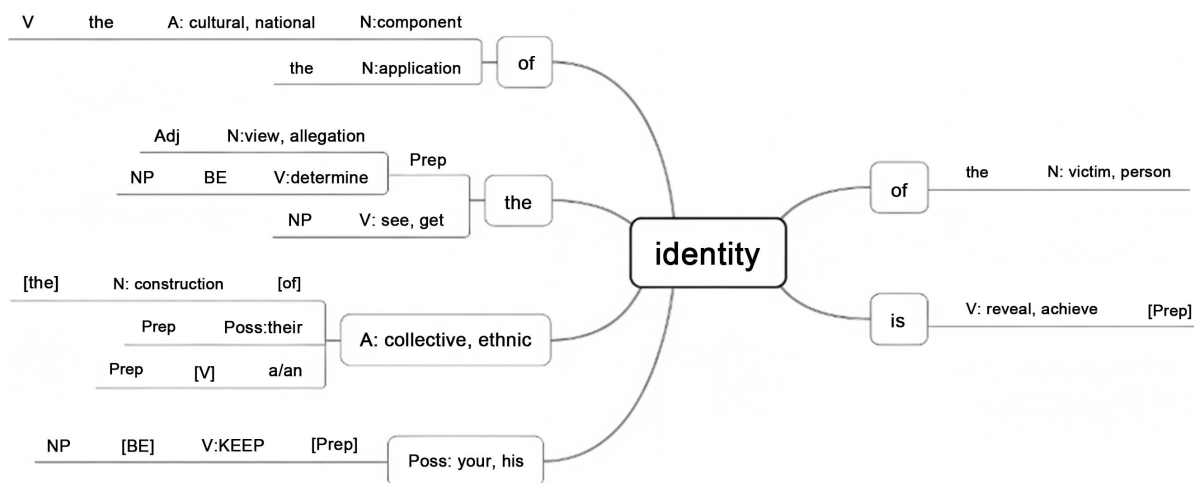 V the A: cultural, national N:component
the N:application
of
Adj N:view, allegation
Prep
NP BE V:determine
the
NP V: see, get
[the] N: construction [of]
Prep Poss:their
A: collective, ethnic
Prep [V] a/an
NP [BE] V:KEEP [Prep]
Poss: your, his
identity
of
the N: victim, person
is
V: reveal, achieve [Prep]